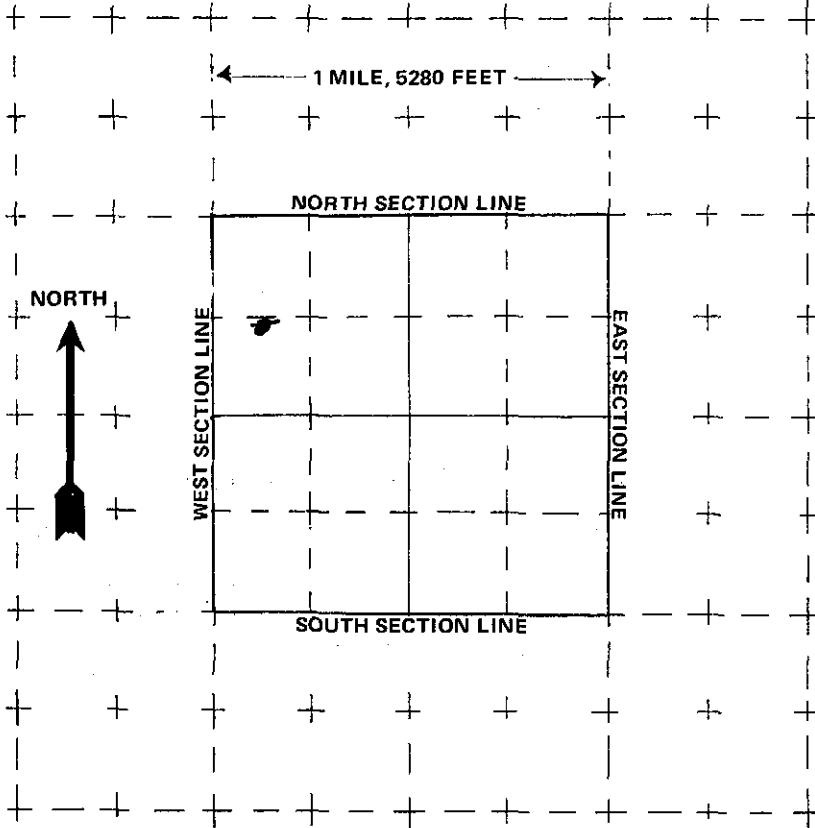 1 MILE, 5280 FEET
NORTH SECTION LINE
NORTH
WEST SECTION LINE
EAST SECTION LINE
SOUTH SECTION LINE